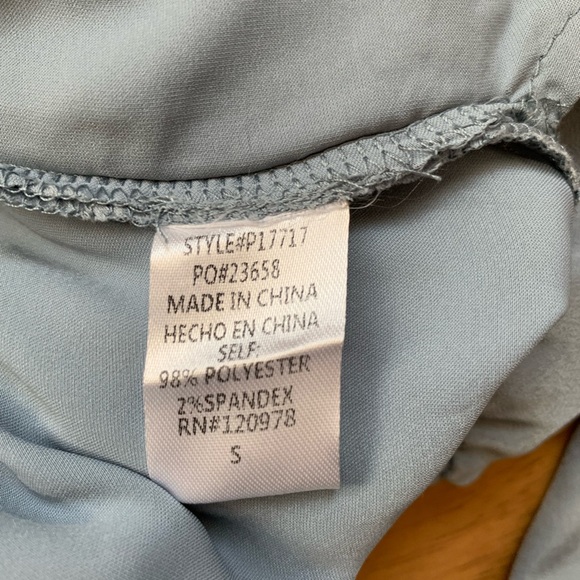 STYLE#P17717
PO#23658
MADE IN CHINA
HECHO EN CHINA
SELF:
98% POLYESTER
2%SPANDEX
RN#120978
S